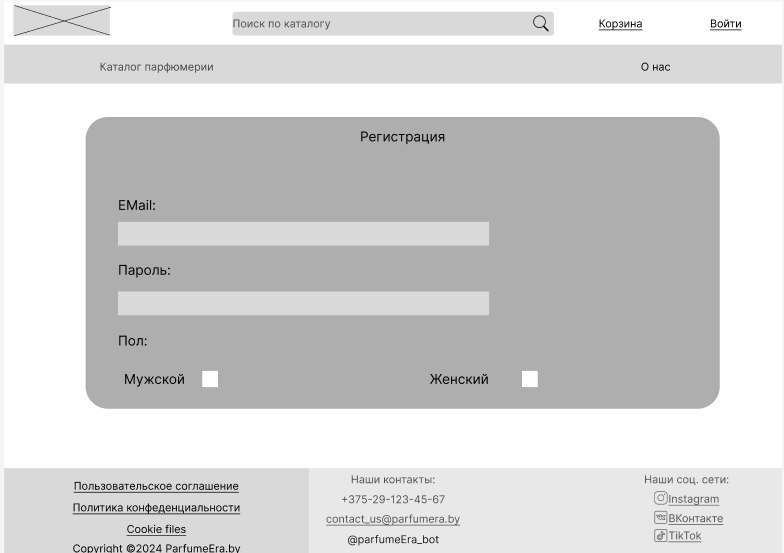 Поиск по каталогу
Корзина
Войти
Каталог парфюмерии
О нас
Регистрация
EMail:
Пароль:
Пол:
Мужской
Женский
Пользовательское соглашение
Политика конфеденциальности
Cookie files
Copyright ©2024 ParfumeEra.by
Наши контакты:
+375-29-123-45-67
contact_us@parfumera.by
@parfumeEra_bot
Наши соц. сети:
Instagram
ВКонтакте
TikTok